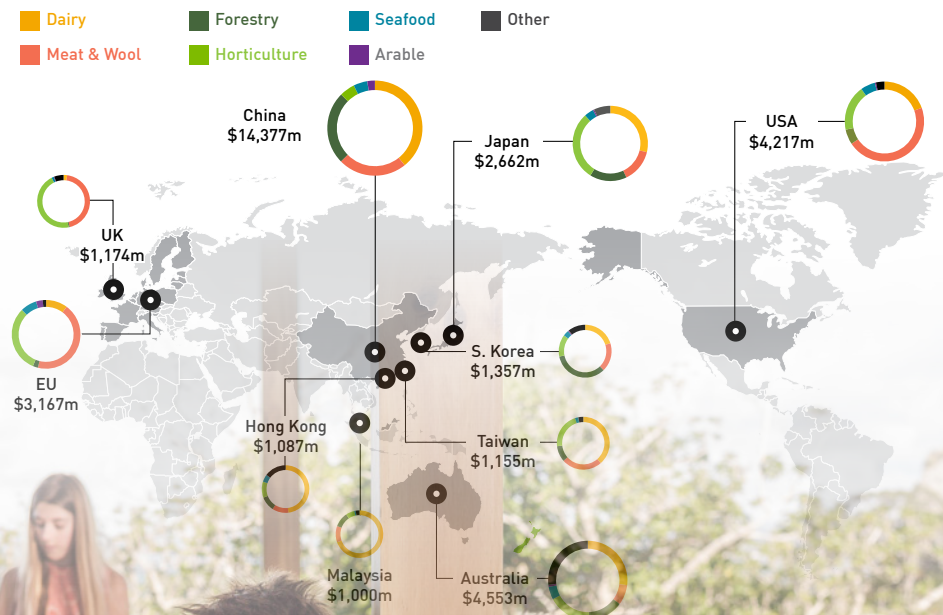 Dairy
Forestry
Seafood
Other
Meat & Wool
Horticulture
Arable
China
$14,377m
Japan
$2,662m
USA
$4,217m
UK
$1,174m
EU
$3,167m
S. Korea
$1,357m
Hong Kong
$1,087m
Taiwan
$1,155m
Malaysia
$1,000m
Australia
$4,553m